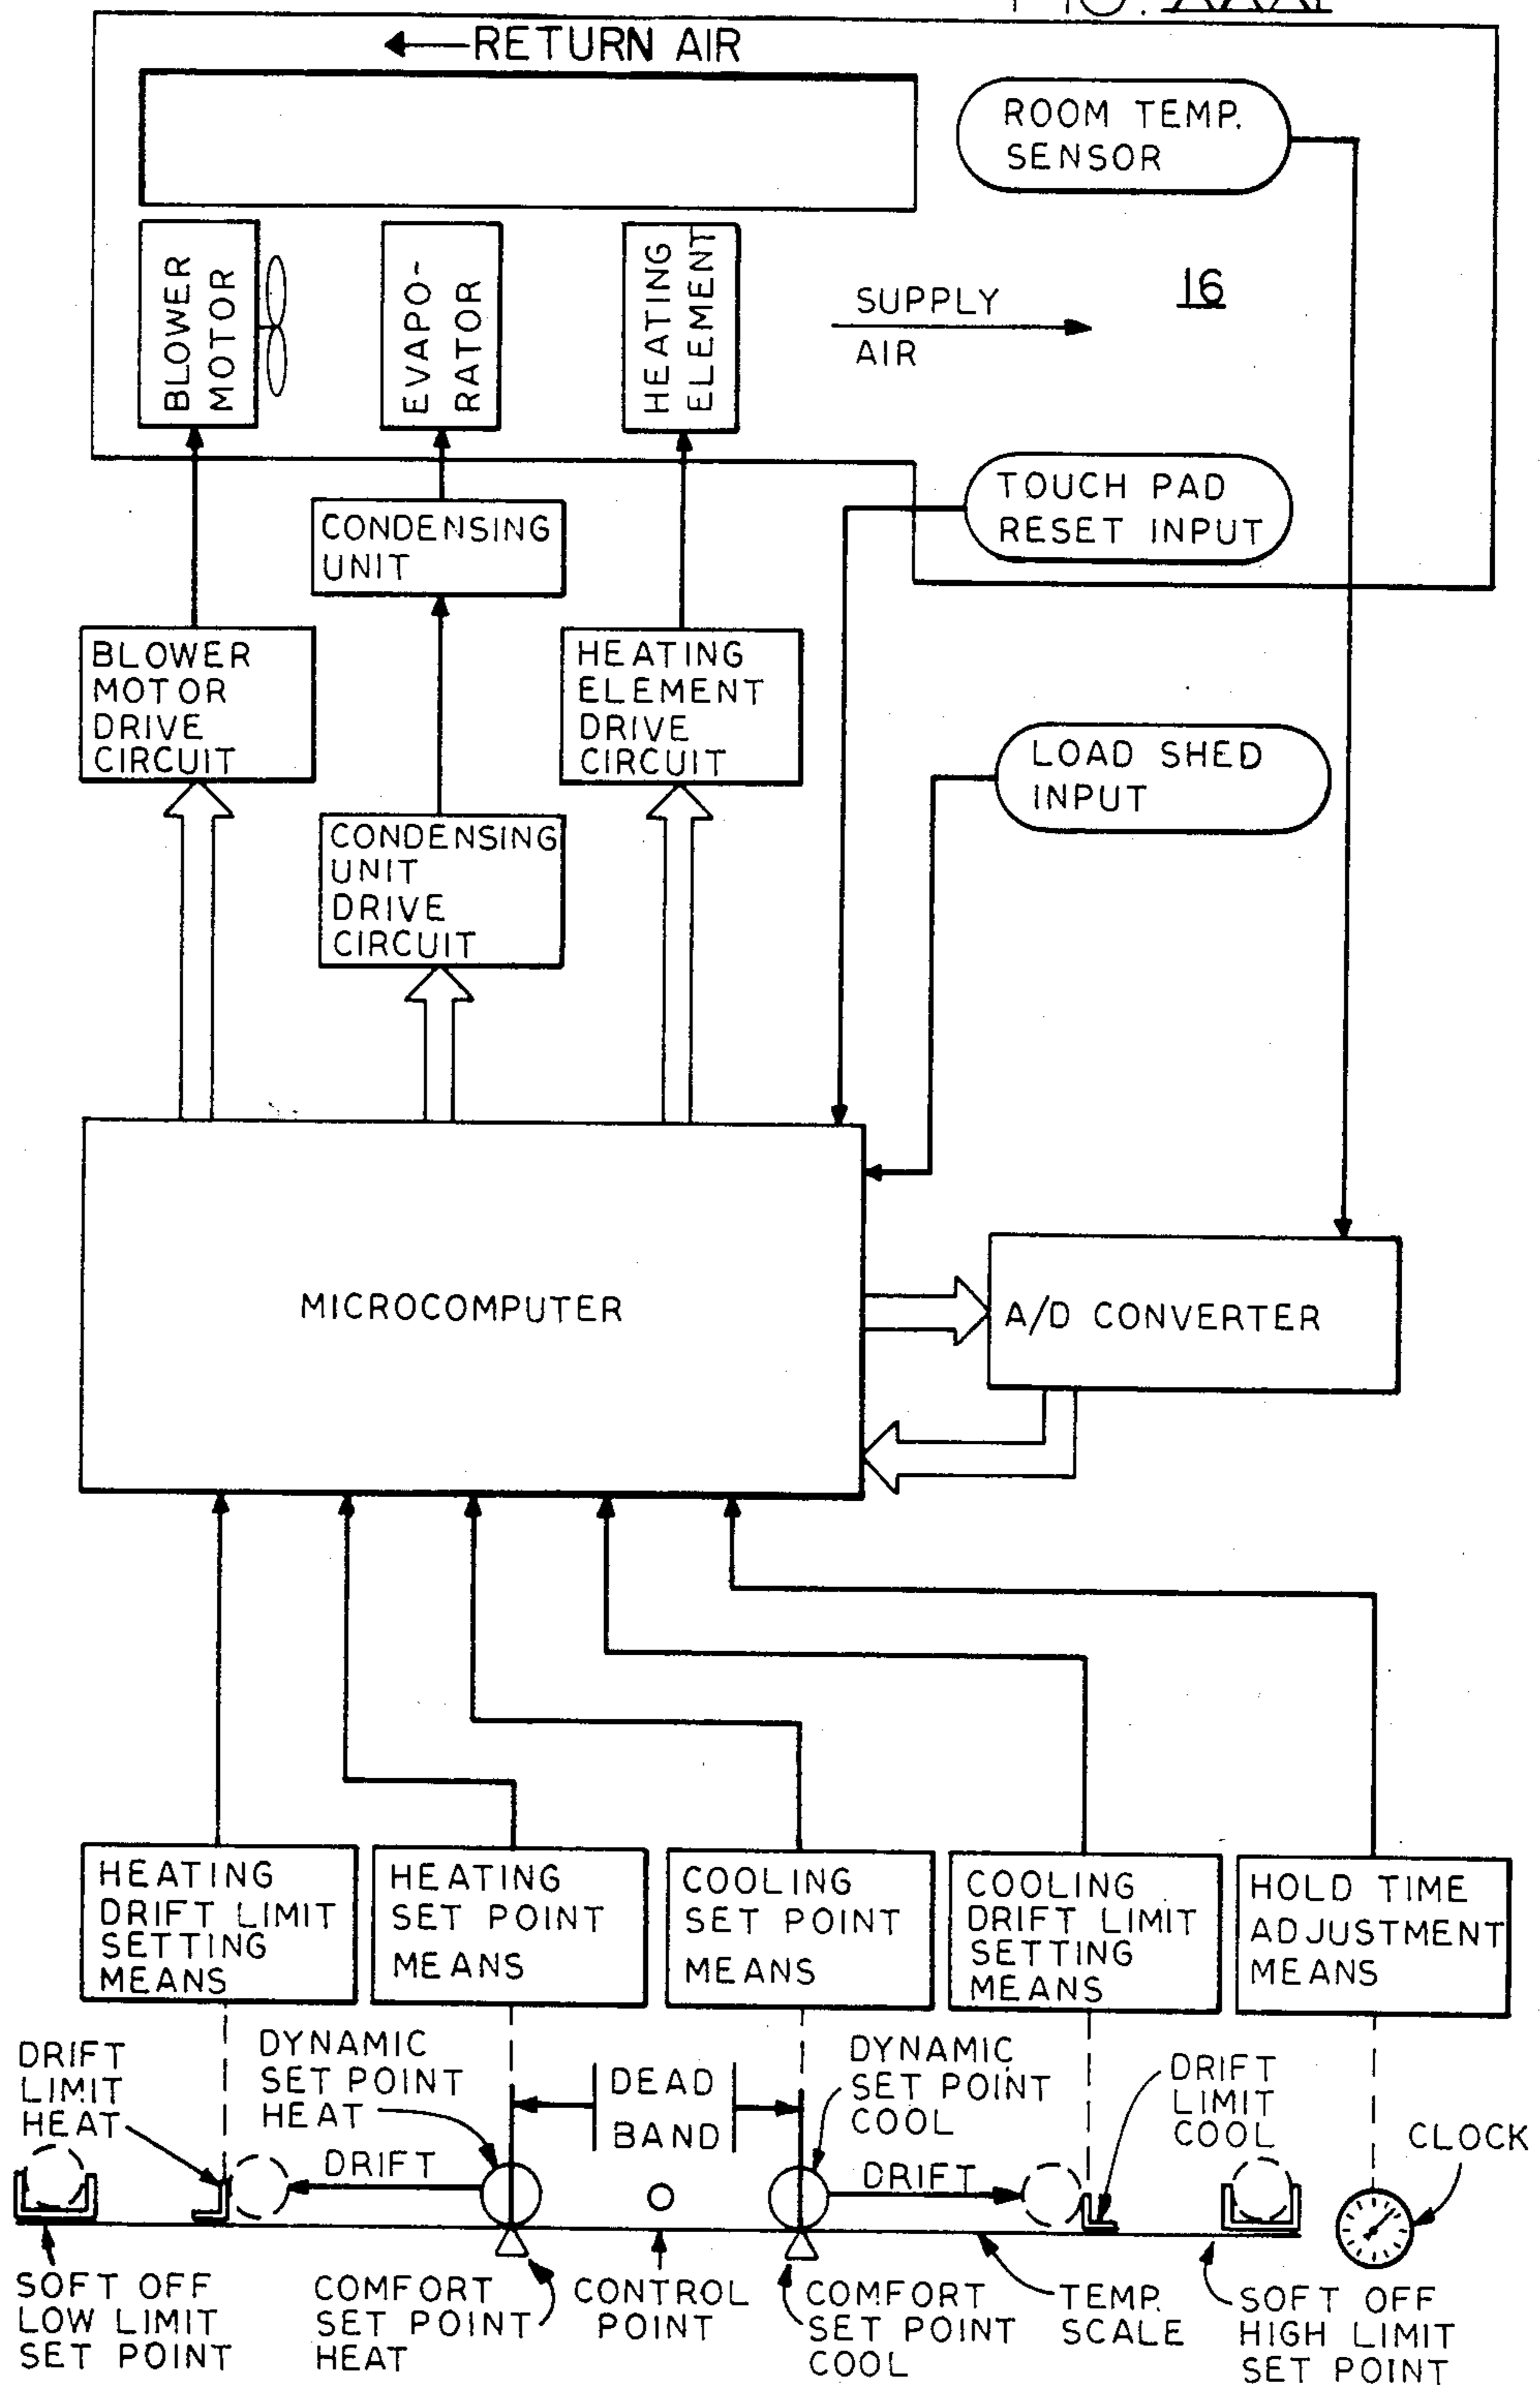 FIG. XXXI
RETURN AIR
ROOM TEMP.
SENSOR
BLOWER
MOTOR
EVAPO-
RATOR
HEATING
ELEMENT
SUPPLY
AIR
16
TOUCH PAD
RESET INPUT
CONDENSING
UNIT
BLOWER
MOTOR
DRIVE
CIRCUIT
HEATING
ELEMENT
DRIVE
CIRCUIT
LOAD SHED
INPUT
CONDENSING
UNIT
DRIVE
CIRCUIT
MICROCOMPUTER
A/D CONVERTER
HEATING
DRIFT LIMIT
SETTING
MEANS
HEATING
SET POINT
MEANS
COOLING
SET POINT
MEANS
COOLING
DRIFT LIMIT
SETTING
MEANS
HOLD TIME
ADJUSTMENT
MEANS
DRIFT
LIMIT
HEAT
DYNAMIC
SET POINT
HEAT
DEAD
BAND
DYNAMIC
SET POINT
COOL
DRIFT
LIMIT
COOL
CLOCK
DRIFT
DRIFT
SOFT OFF
LOW LIMIT
SET POINT
COMFORT
SET POINT
HEAT
CONTROL
POINT
COMFORT
SET POINT
COOL
TEMP.
SCALE
SOFT OFF
HIGH LIMIT
SET POINT